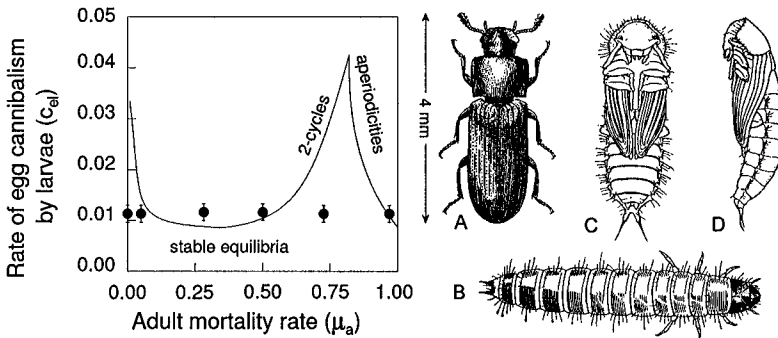 0.05
0.04
0.03
0.02
0.01
0.00
Rate of egg cannibalism
by larvae (cel)
2-cycles
aperiodicities
stable equilibria
0.00
0.25
0.50
0.75
1.00
Adult mortality rate (μa)
4 mm
A
C
D
B